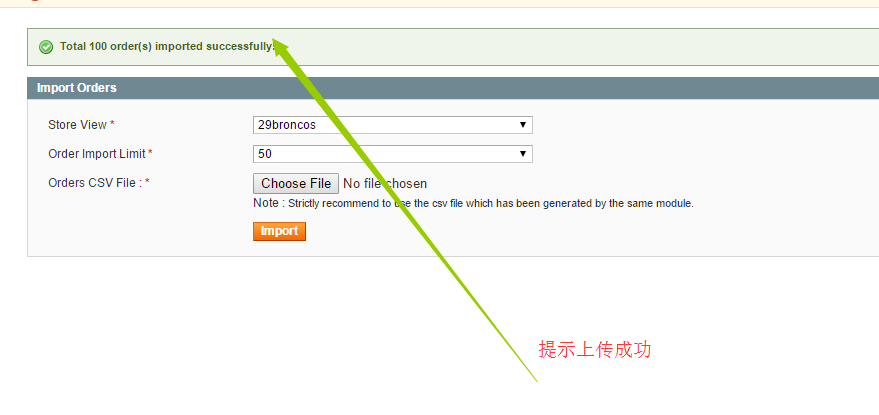 Total 100 order(s) imported successfully.
Import Orders
Store View *
29broncos
Order Import Limit *
50
Orders CSV File : *
Choose File No file chosen
Note : Strictly recommend to use the csv file which has been generated by the same module.
Import
提示上传成功